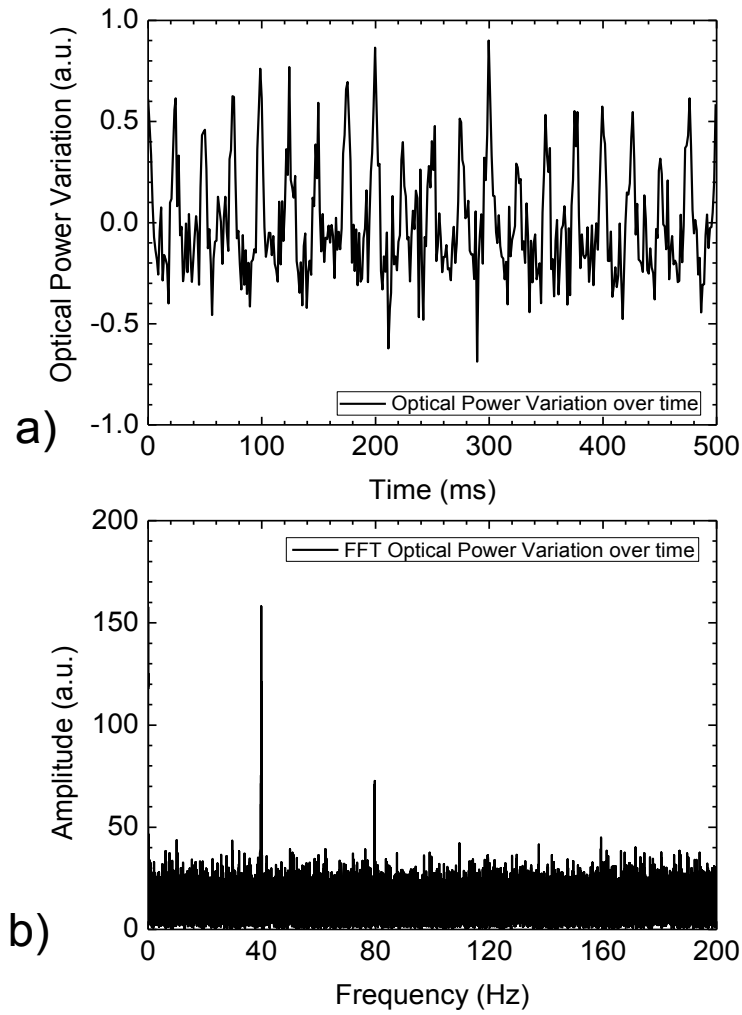 1.0
0.5
0.0
-0.5
-1.0
Optical Power Variation (a.u.)
Optical Power Variation over time
a)
0 100 200 300 400 500
Time (ms)
200
150
100
50
0
Amplitude (a.u.)
FFT Optical Power Variation over time
b)
0 40 80 120 160 200
Frequency (Hz)